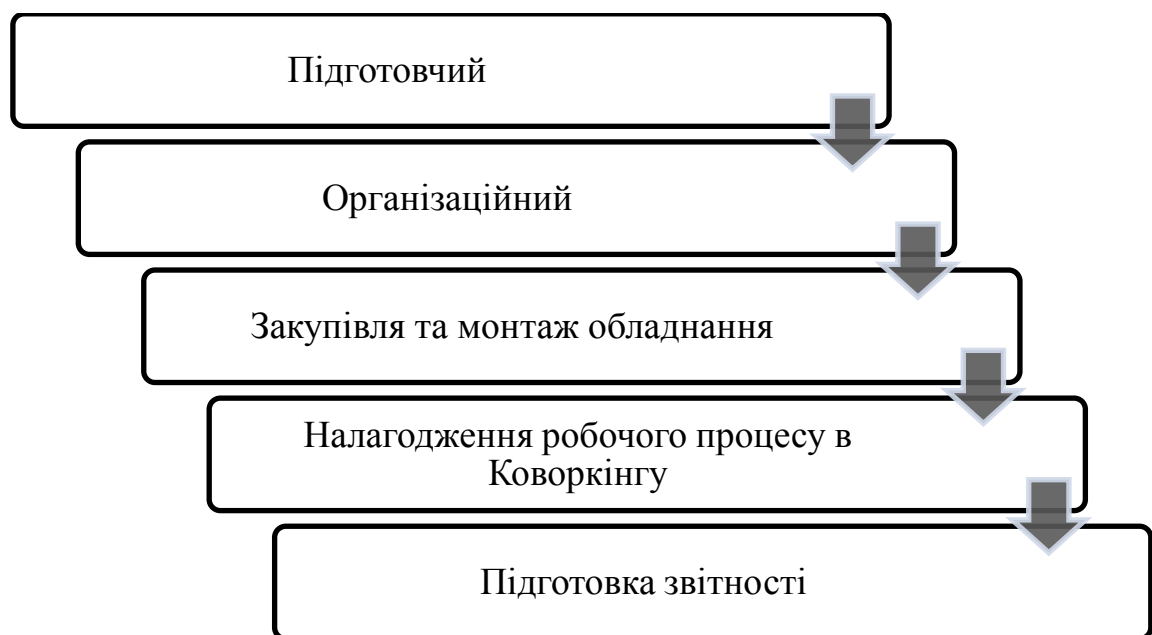 Підготовчий
Організаційний
Закупівля та монтаж обладнання
Налагодження робочого процесу в
Коворкінгу
Підготовка звітності